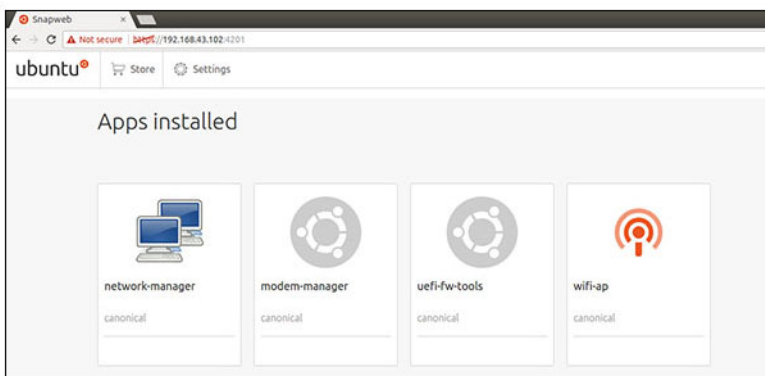 Snapweb
Not secure https://192.168.43.102:4201
ubuntu Store Settings
Apps installed
network-manager modem-manager uefi-fw-tools wifi-ap
canonical canonical canonical canonical